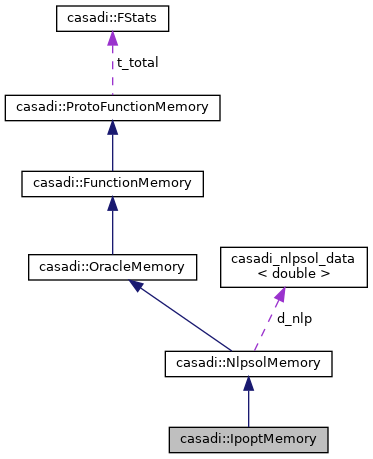 casadi::FStats
t_total
casadi::ProtoFunctionMemory
casadi::FunctionMemory
casadi::OracleMemory
casadi_nlpsol_data
< double >
d_nlp
casadi::NlpsolMemory
casadi::IpoptMemory